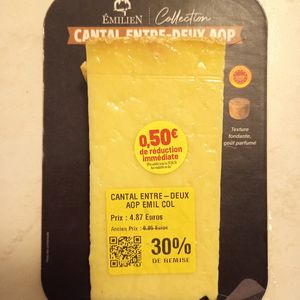 ÉMILIEN Collection
CANTAL ENTRE-DEUX AOP
Texture
fondante,
goût parfumé
0,50€
de réduction
immédiate
CANTAL ENTRE-DEUX
AOP EMIL COL
Prix : 4.87 Euros
Ancien Prix : 6.95 Euros
30%
DE REMISE